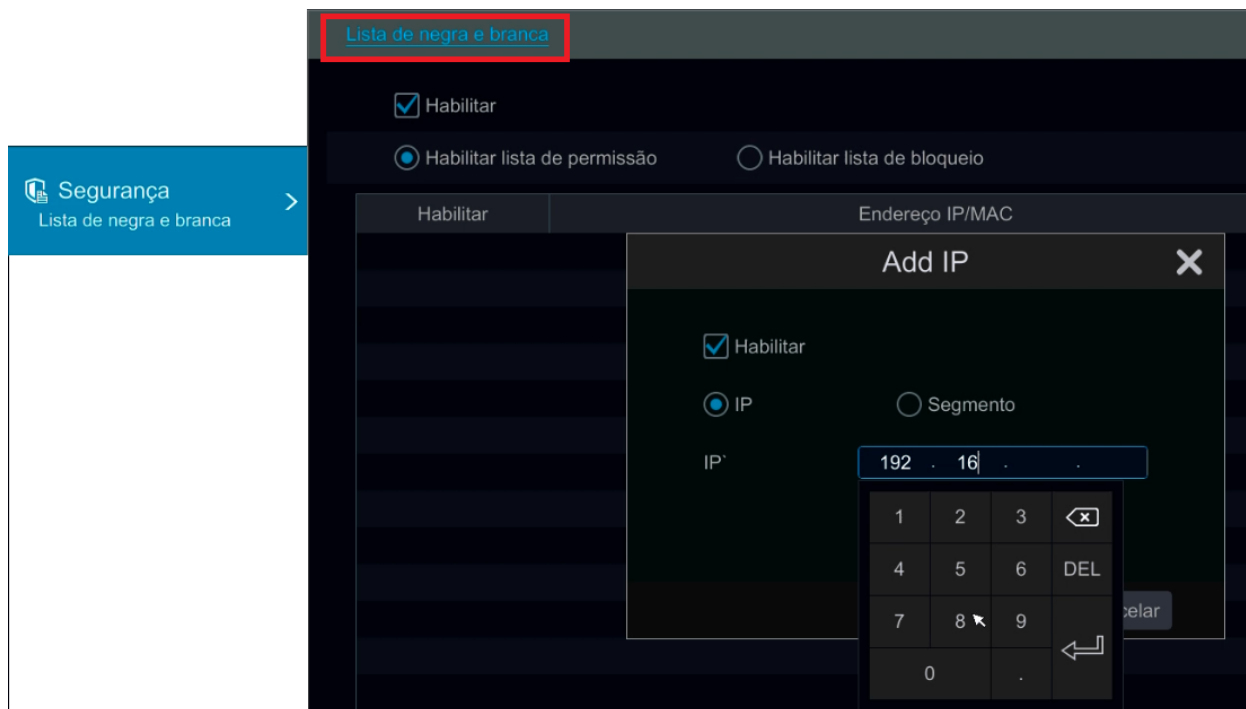 Lista de negra e branca
Habilitar
Habilitar lista de permissão Habilitar lista de bloqueio
Segurança
Lista de negra e branca
Habilitar Endereço IP/MAC
Add IP
Habilitar
IP Segmento
IP` 192 . 16 . .
1 2 3
4 5 6 DEL
7 8 9
celar
0 .